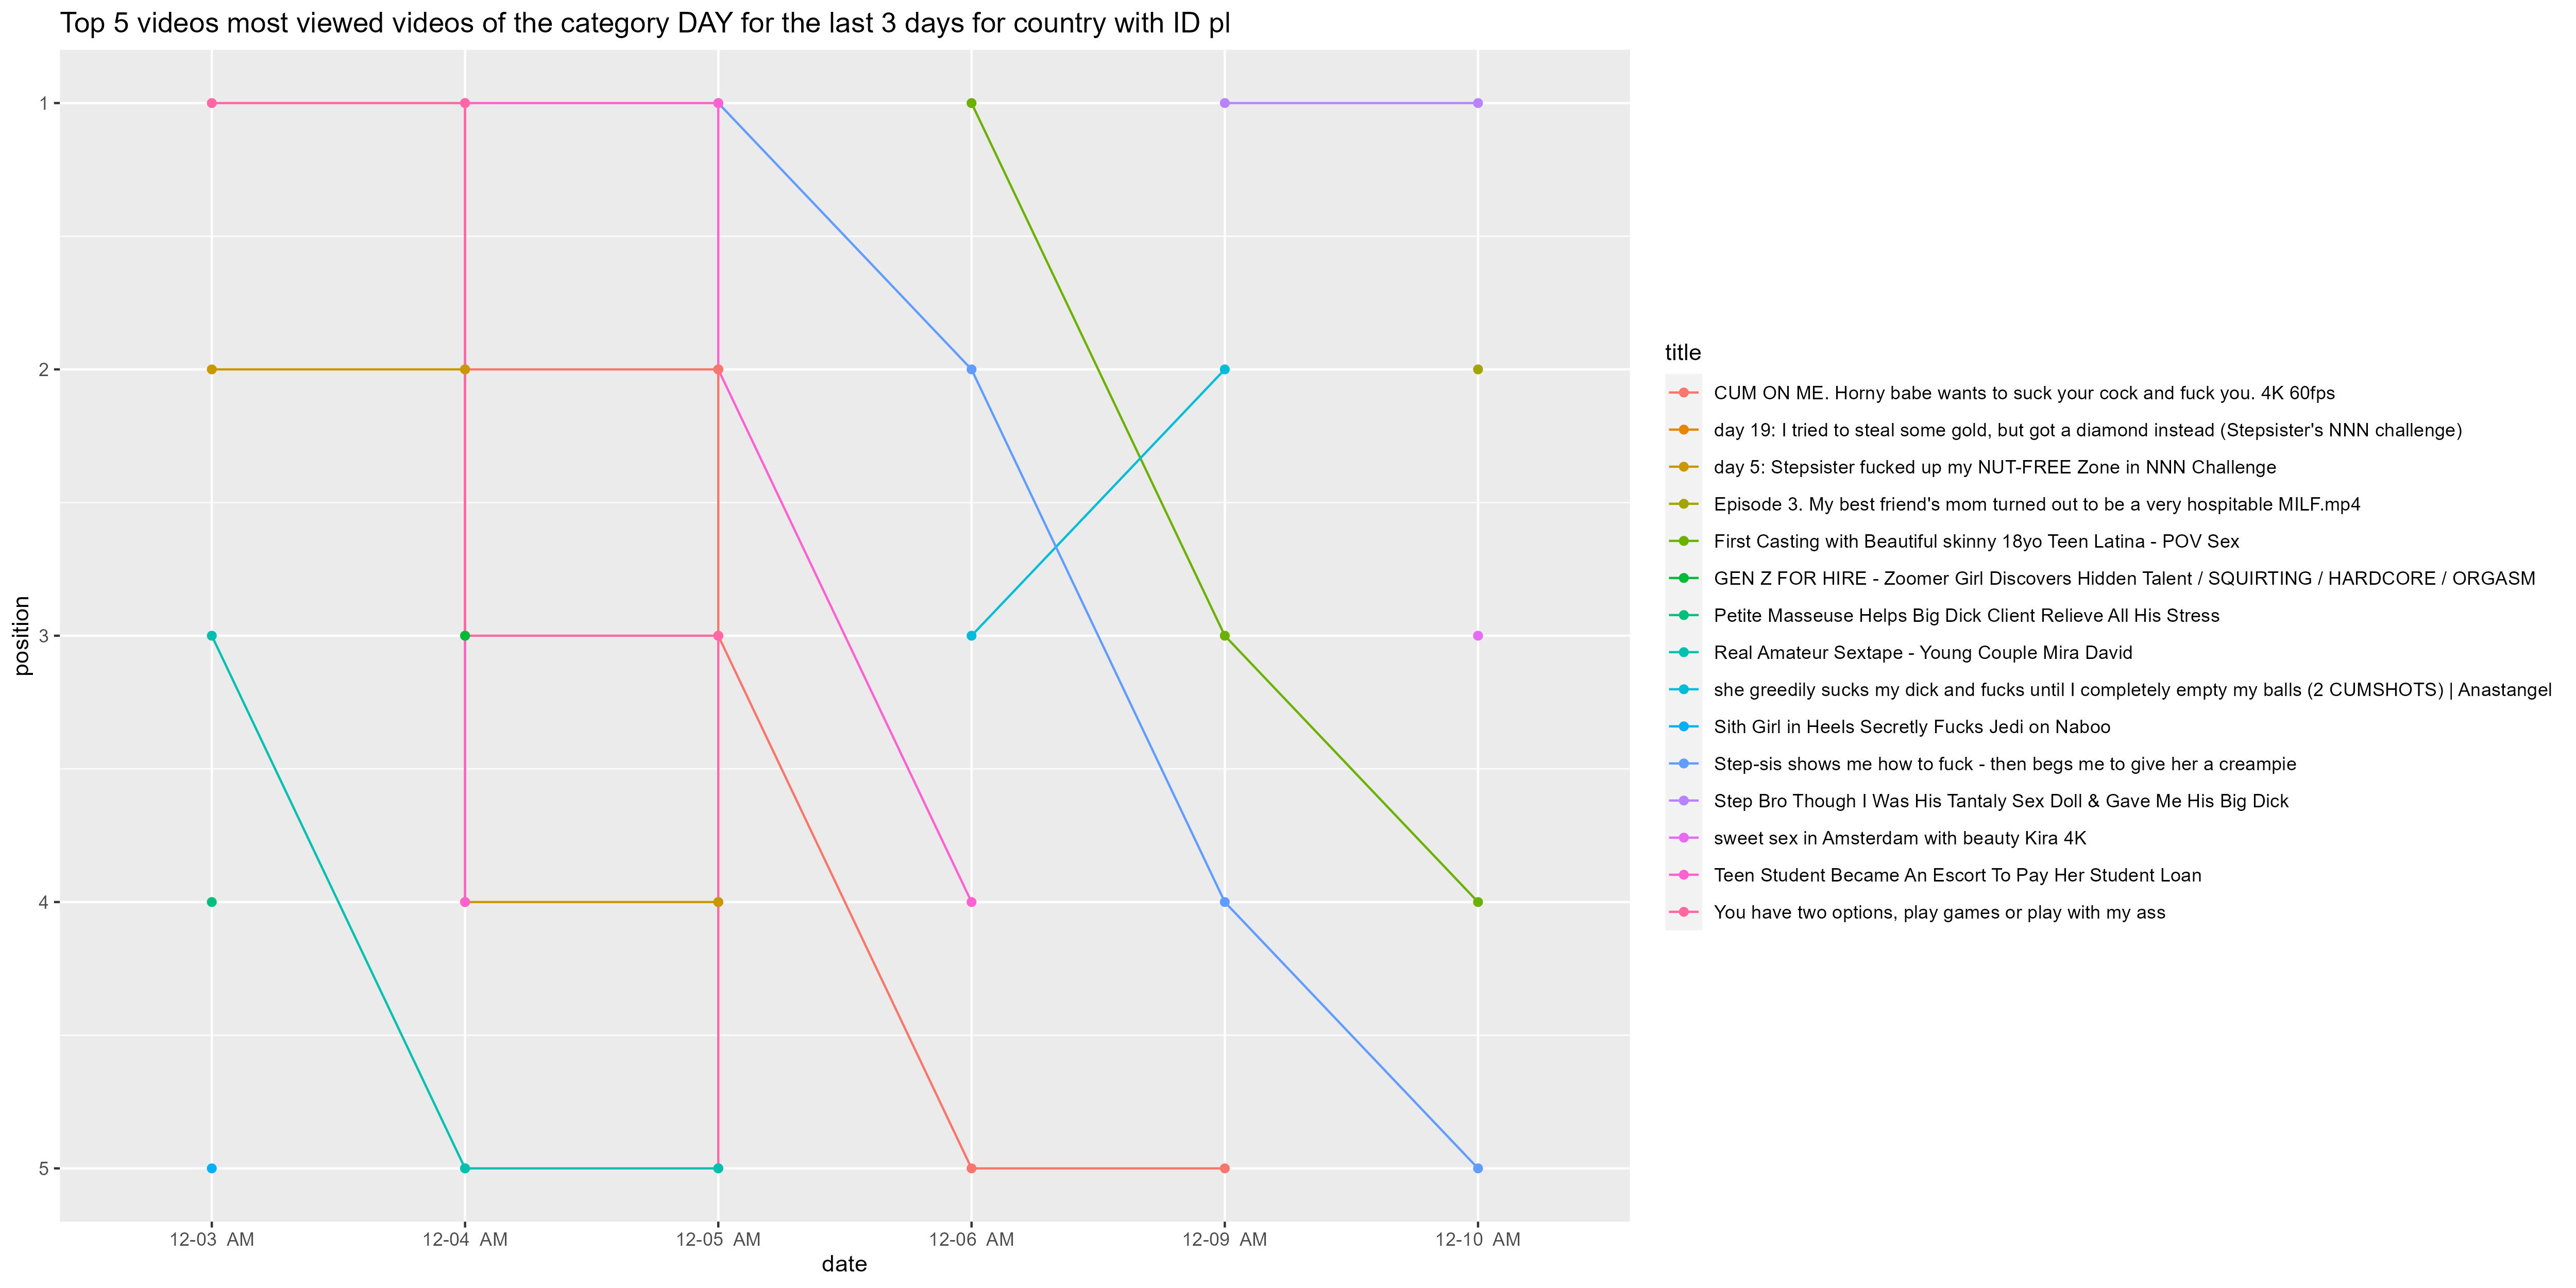 Top 5 videos most viewed videos of the category DAY for the last 3 days for country with ID pl
position
1
2
3
4
5
12-03 AM
12-04 AM
12-05 AM
12-06 AM
12-09 AM
12-10 AM
date
title
CUM ON ME. Horny babe wants to suck your cock and fuck you. 4K 60fps
day 19: I tried to steal some gold, but got a diamond instead (Stepsister's NNN challenge)
day 5: Stepsister fucked up my NUT-FREE Zone in NNN Challenge
Episode 3. My best friend's mom turned out to be a very hospitable MILF.mp4
First Casting with Beautiful skinny 18yo Teen Latina - POV Sex
GEN Z FOR HIRE - Zoomer Girl Discovers Hidden Talent / SQUIRTING / HARDCORE / ORGASM
Petite Masseuse Helps Big Dick Client Relieve All His Stress
Real Amateur Sextape - Young Couple Mira David
she greedily sucks my dick and fucks until I completely empty my balls (2 CUMSHOTS) | Anastangel
Sith Girl in Heels Secretly Fucks Jedi on Naboo
Step-sis shows me how to fuck - then begs me to give her a creampie
Step Bro Though I Was His Tantaly Sex Doll & Gave Me His Big Dick
sweet sex in Amsterdam with beauty Kira 4K
Teen Student Became An Escort To Pay Her Student Loan
You have two options, play games or play with my ass